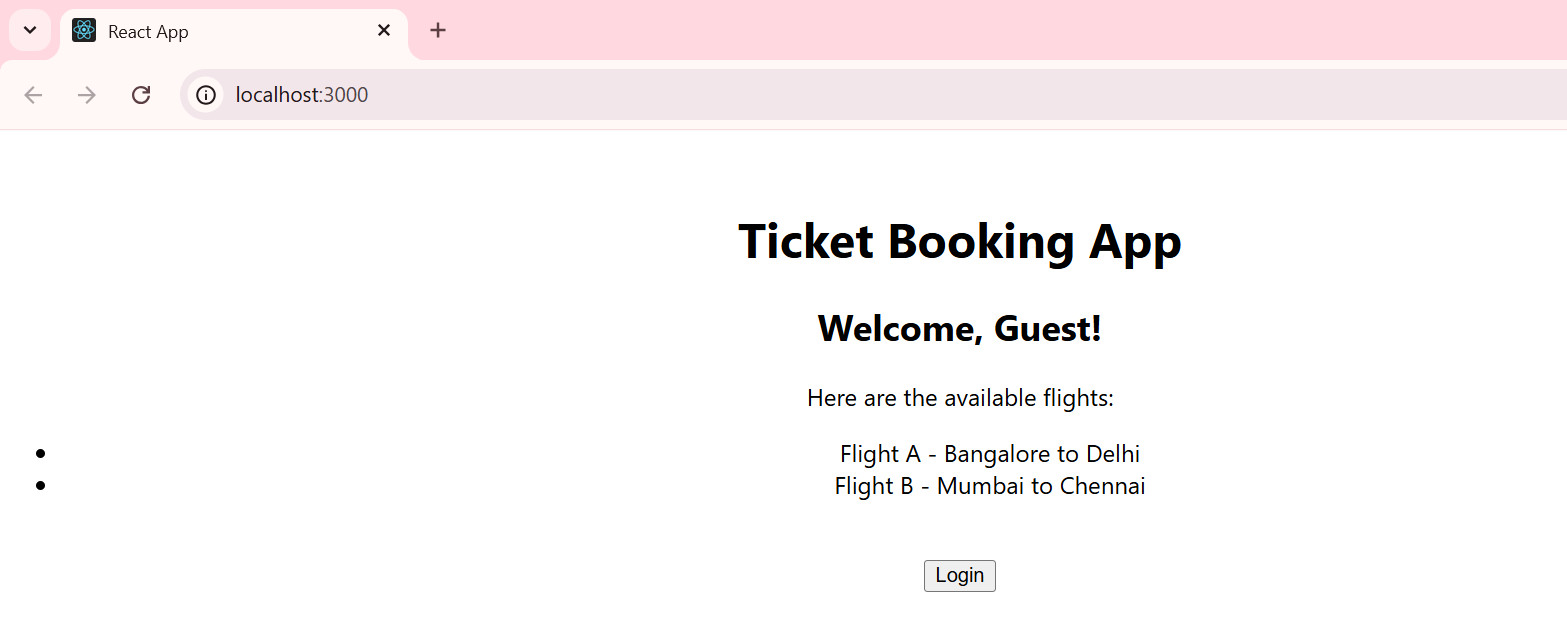 React App
localhost:3000
Ticket Booking App
Welcome, Guest!
Here are the available flights:
Flight A - Bangalore to Delhi
Flight B - Mumbai to Chennai
Login